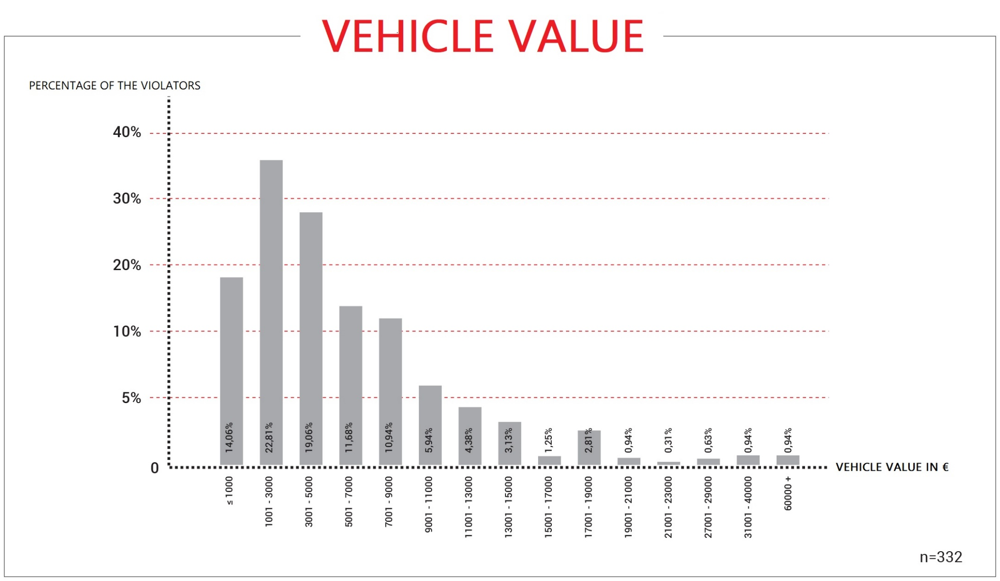 VEHICLE VALUE
PERCENTAGE OF THE VIOLATORS
40%
30%
20%
10%
5%
0
14,06%
22,81%
19,06%
11,68%
10,94%
5,94%
4,38%
3,13%
1,25%
2,81%
0,94%
0,31%
0,63%
0,94%
0,94%
VEHICLE VALUE IN €
≤ 1000
1001 - 3000
3001 - 5000
5001 - 7000
7001 - 9000
9001 - 11000
11001 - 13000
13001 - 15000
15001 - 17000
17001 - 19000
19001 - 21000
21001 - 23000
27001 - 29000
31001 - 40000
60000 +
n=332